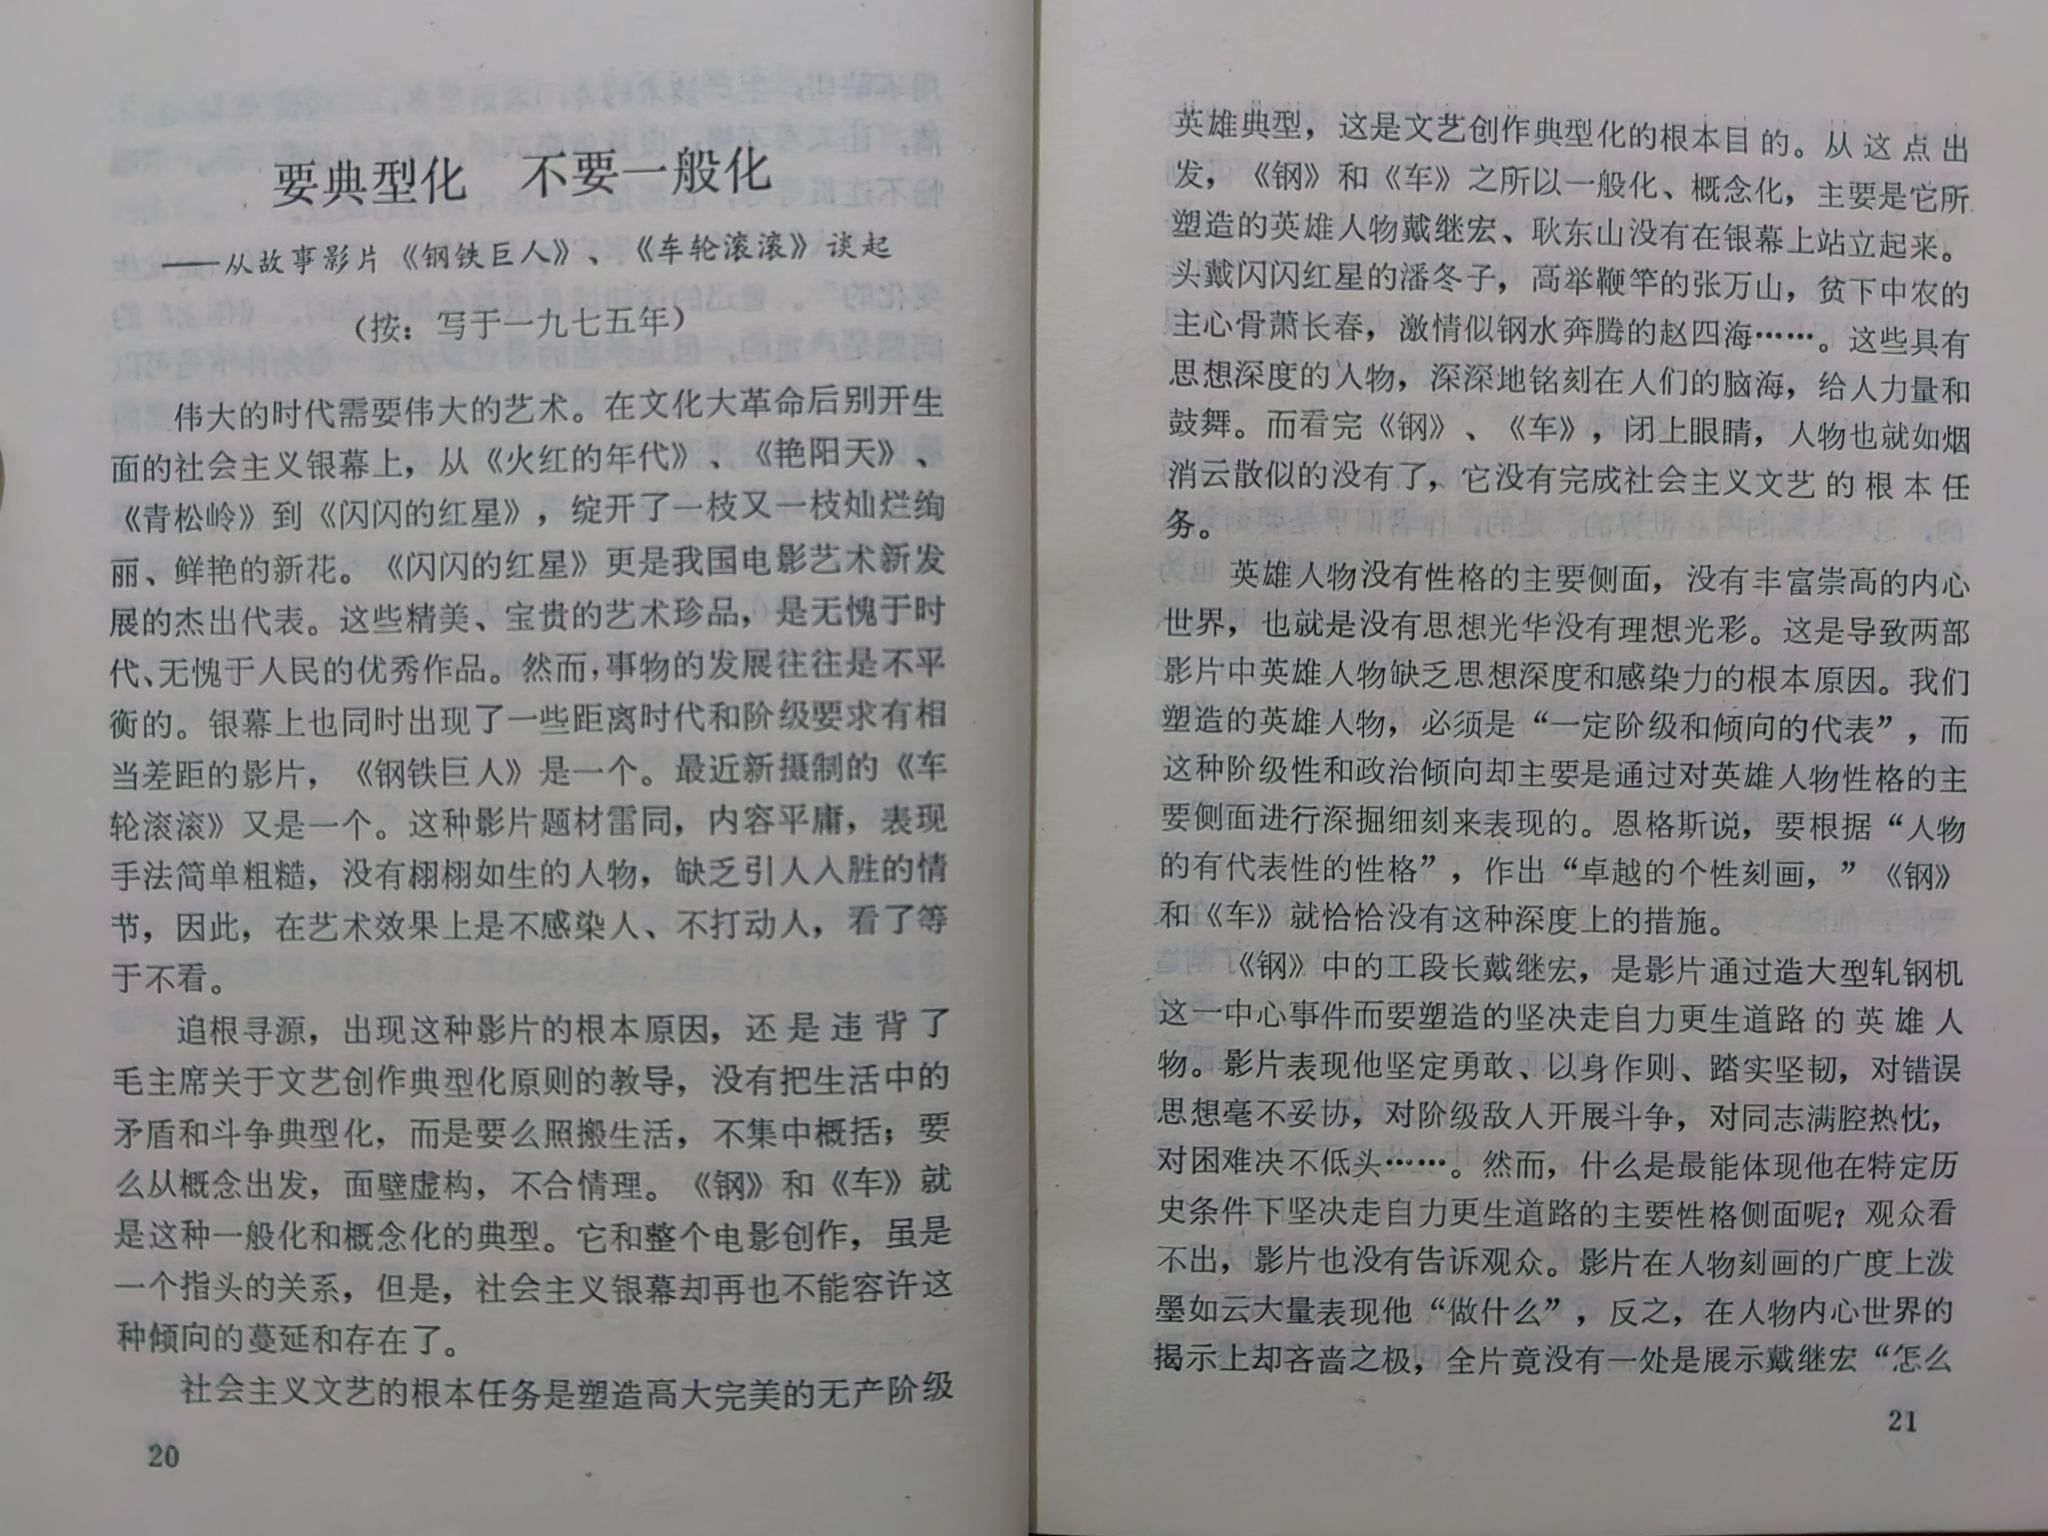 要典型化　不要一般化
——从故事影片《钢铁巨人》、《车轮滚滚》谈起
（按：写于一九七五年）
伟大的时代需要伟大的艺术。在文化大革命后别开生
面的社会主义银幕上，从《火红的年代》、《艳阳天》、
《青松岭》到《闪闪的红星》，绽开了一枝又一枝灿烂绚
丽、鲜艳的新花。《闪闪的红星》更是我国电影艺术新发
展的杰出代表。这些精美、宝贵的艺术珍品，是无愧于时
代、无愧于人民的优秀作品。然而，事物的发展往往是不平
衡的。银幕上也同时出现了一些距离时代和阶级要求有相
当差距的影片，《钢铁巨人》是一个。最近新摄制的《车
轮滚滚》又是一个。这种影片题材雷同，内容平庸，表现
手法简单粗糙，没有栩栩如生的人物，缺乏引人入胜的情
节，因此，在艺术效果上是不感染人、不打动人，看了等
于不看。
追根寻源，出现这种影片的根本原因，还是违背了
毛主席关于文艺创作典型化原则的教导，没有把生活中的
矛盾和斗争典型化，而是要么照搬生活，不集中概括；要
么从概念出发，面壁虚构，不合情理。《钢》和《车》就
是这种一般化和概念化的典型。它和整个电影创作，虽是
一个指头的关系，但是，社会主义银幕却再也不能容许这
种倾向的蔓延和存在了。
社会主义文艺的根本任务是塑造高大完美的无产阶级
20
英雄典型，这是文艺创作典型化的根本目的。从这点出
发，《钢》和《车》之所以一般化、概念化，主要是它所
塑造的英雄人物戴继宏、耿东山没有在银幕上站立起来。
头戴闪闪红星的潘冬子，高举鞭竿的张万山，贫下中农的
主心骨萧长春，激情似钢水奔腾的赵四海……。这些具有
思想深度的人物，深深地铭刻在人们的脑海，给人力量和
鼓舞。而看完《钢》、《车》，闭上眼睛，人物也就如烟
消云散似的没有了，它没有完成社会主义文艺的根本任
务。
英雄人物没有性格的主要侧面，没有丰富崇高的内心
世界，也就是没有思想光华没有理想光彩。这是导致两部
影片中英雄人物缺乏思想深度和感染力的根本原因。我们
塑造的英雄人物，必须是“一定阶级和倾向的代表”，而
这种阶级性和政治倾向却主要是通过对英雄人物性格的主
要侧面进行深掘细刻来表现的。恩格斯说，要根据“人物
的有代表性的性格”，作出“卓越的个性刻画，”《钢》
和《车》就恰恰没有这种深度上的措施。
《钢》中的工段长戴继宏，是影片通过造大型轧钢机
这一中心事件而要塑造的坚决走自力更生道路的英雄人
物。影片表现他坚定勇敢、以身作则、踏实坚韧，对错误
思想毫不妥协，对阶级敌人开展斗争，对同志满腔热忱，
对困难决不低头……。然而，什么是最能体现他在特定历
史条件下坚决走自力更生道路的主要性格侧面呢？观众看
不出，影片也没有告诉观众。影片在人物刻画的广度上泼
墨如云大量表现他“做什么”，反之，在人物内心世界的
揭示上却吝啬之极，全片竟没有一处是展示戴继宏“怎么
21